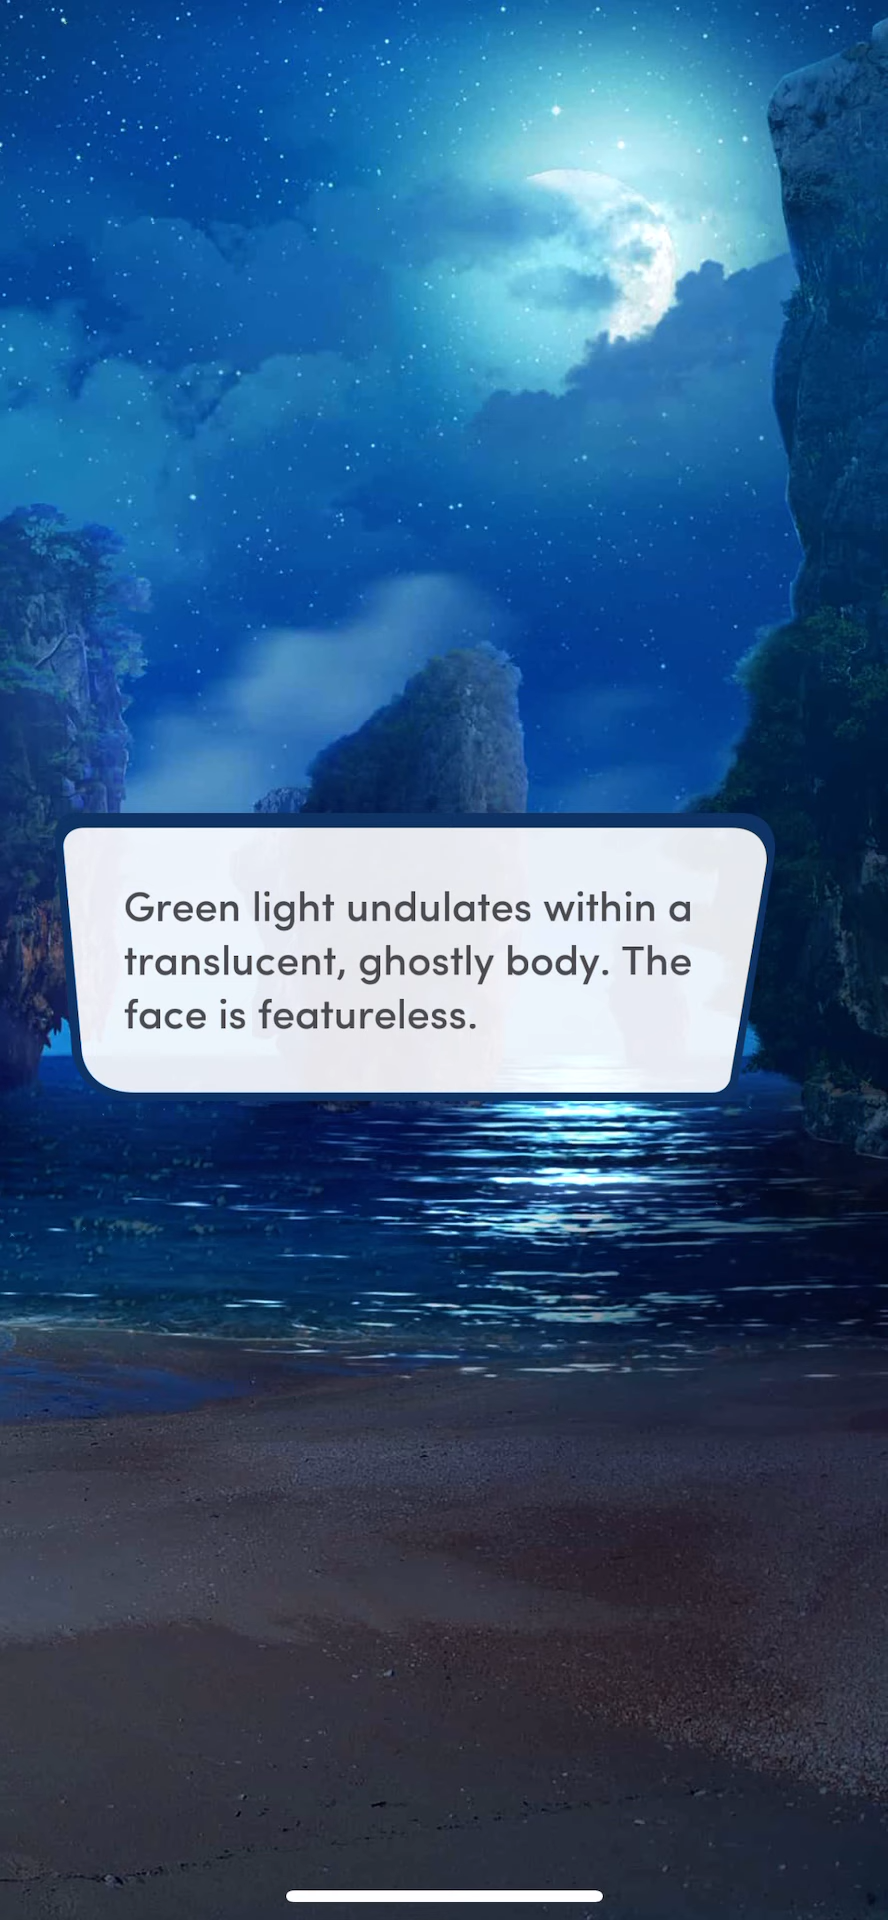 Green light undulates within a
translucent, ghostly body. The
face is featureless.